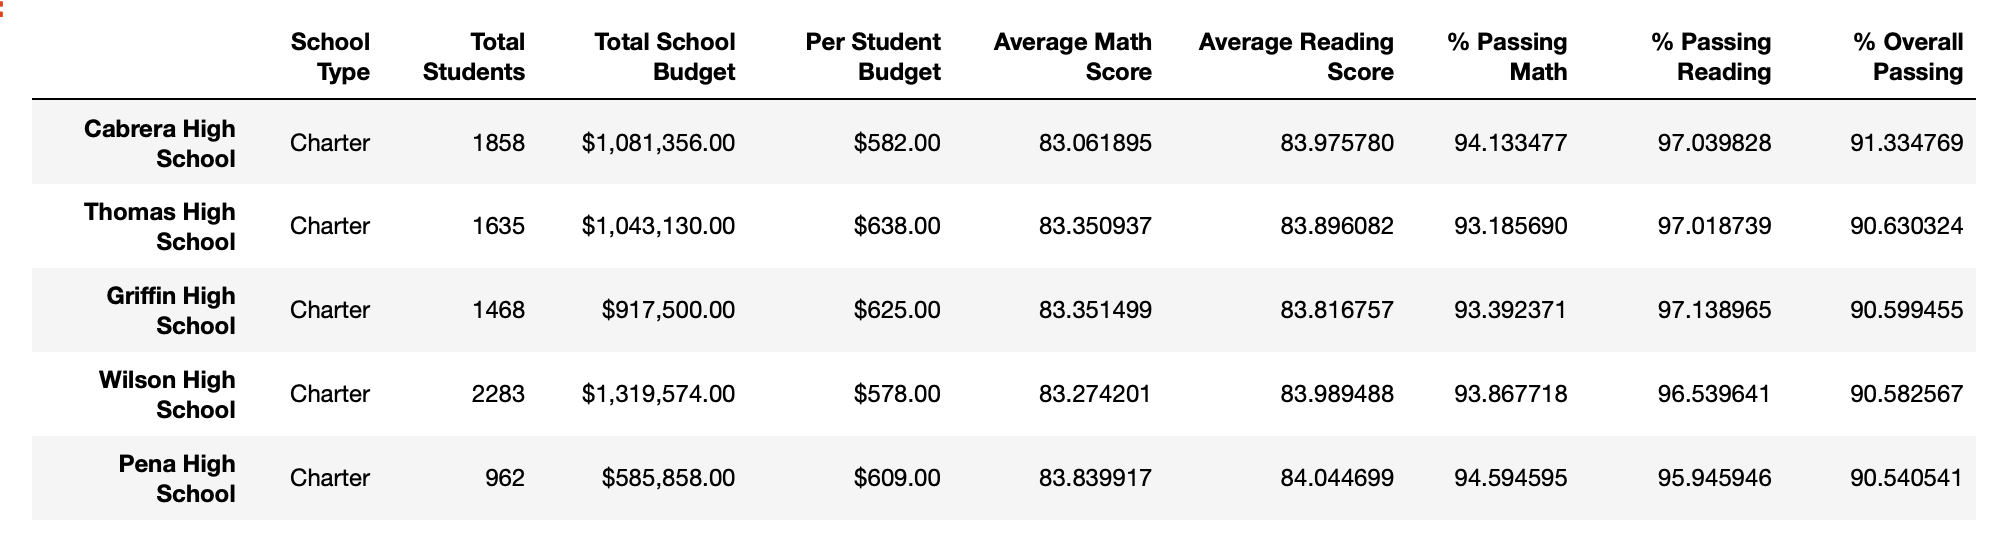 School Total Total School Per Student Average Math Average Reading % Passing % Passing % Overall
Type Students Budget Budget Score Score Math Reading Passing
Cabrera High
School Charter 1858 $1,081,356.00 $582.00 83.061895 83.975780 94.133477 97.039828 91.334769
Thomas High
School Charter 1635 $1,043,130.00 $638.00 83.350937 83.896082 93.185690 97.018739 90.630324
Griffin High
School Charter 1468 $917,500.00 $625.00 83.351499 83.816757 93.392371 97.138965 90.599455
Wilson High
School Charter 2283 $1,319,574.00 $578.00 83.274201 83.989488 93.867718 96.539641 90.582567
Pena High
School Charter 962 $585,858.00 $609.00 83.839917 84.044699 94.594595 95.945946 90.540541